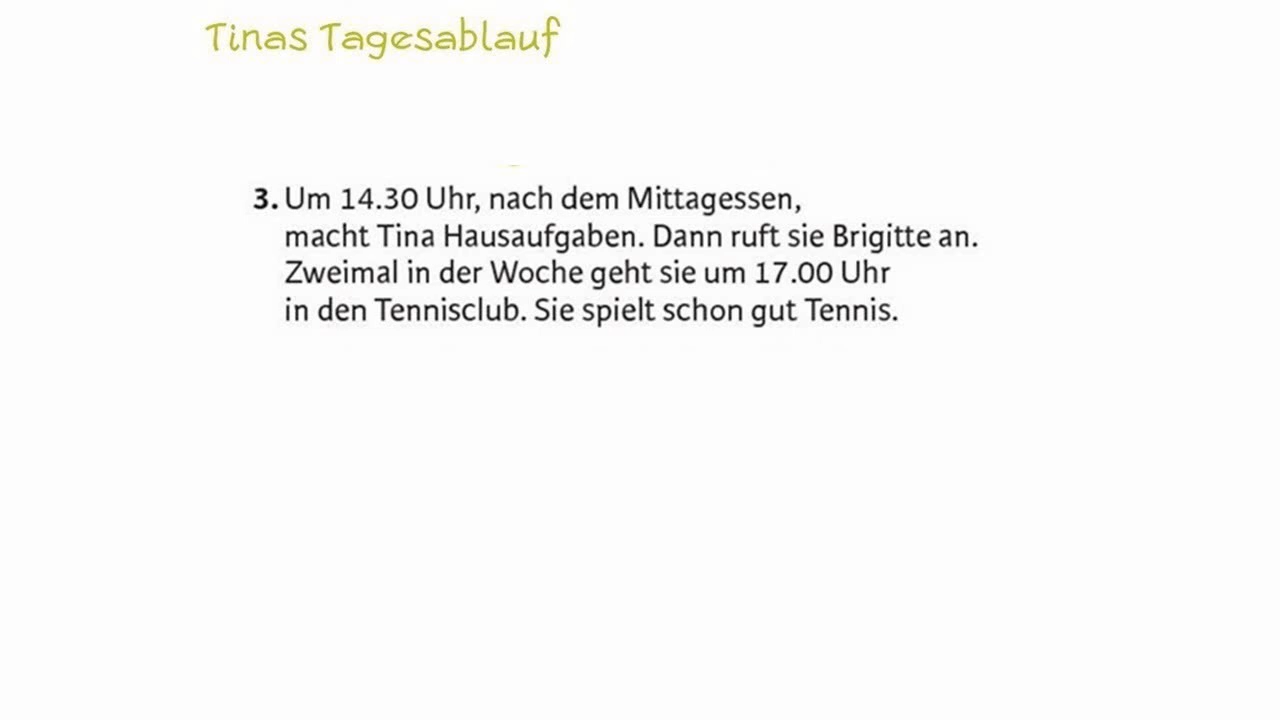 Tinas Tagesablauf
3. Um 14.30 Uhr, nach dem Mittagessen,
macht Tina Hausaufgaben. Dann ruft sie Brigitte an.
Zweimal in der Woche geht sie um 17.00 Uhr
in den Tennisclub. Sie spielt schon gut Tennis.